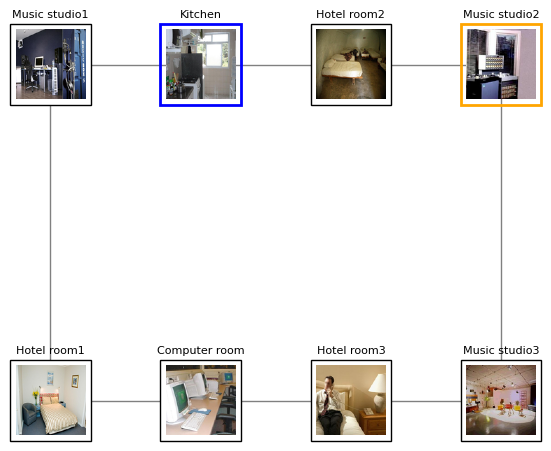 Music studio1
Kitchen
Hotel room2
Music studio2
Hotel room1
Computer room
Hotel room3
Music studio3